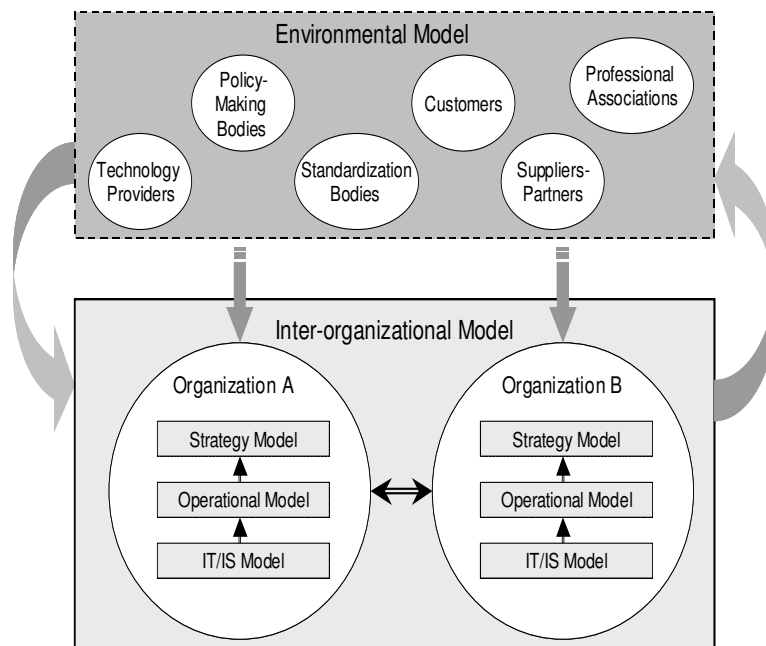 Environmental Model
Policy-
Making
Bodies
Customers
Professional
Associations
Technology
Providers
Standardization
Bodies
Suppliers-
Partners
Inter-organizational Model
Organization A
Strategy Model
Operational Model
IT/IS Model
Organization B
Strategy Model
Operational Model
IT/IS Model